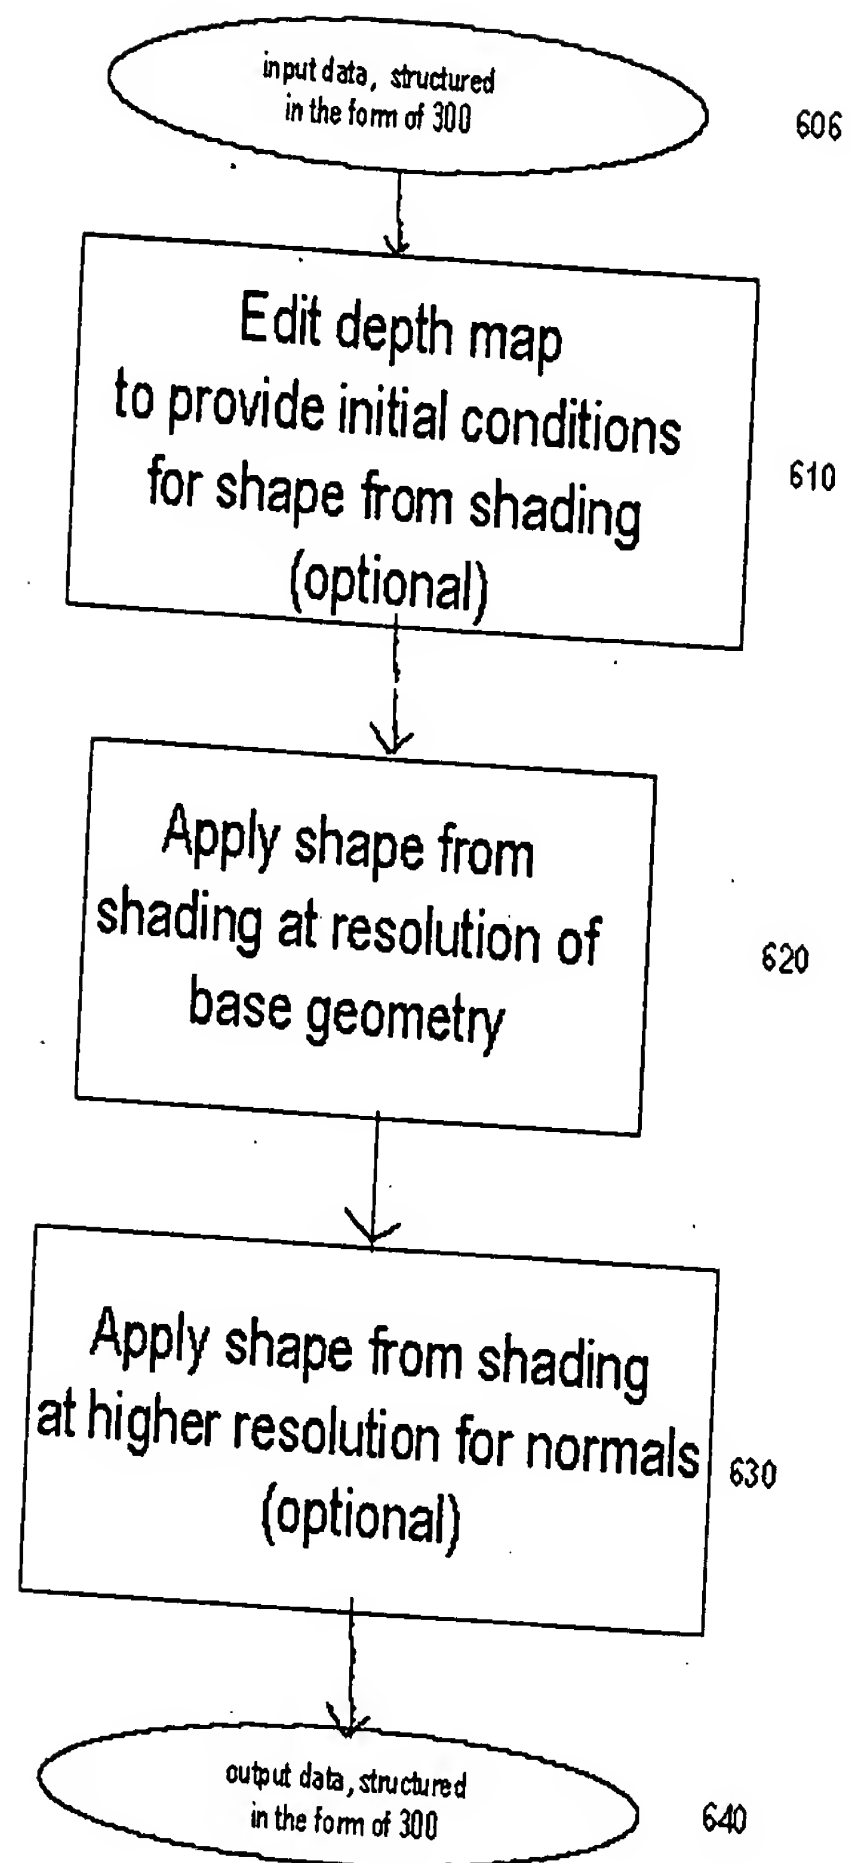 input data, structured
in the form of 300
606
Edit depth map
to provide initial conditions
for shape from shading
(optional)
610
Apply shape from
shading at resolution of
base geometry
620
Apply shape from shading
at higher resolution for normals
(optional)
630
output data, structured
in the form of 300
640